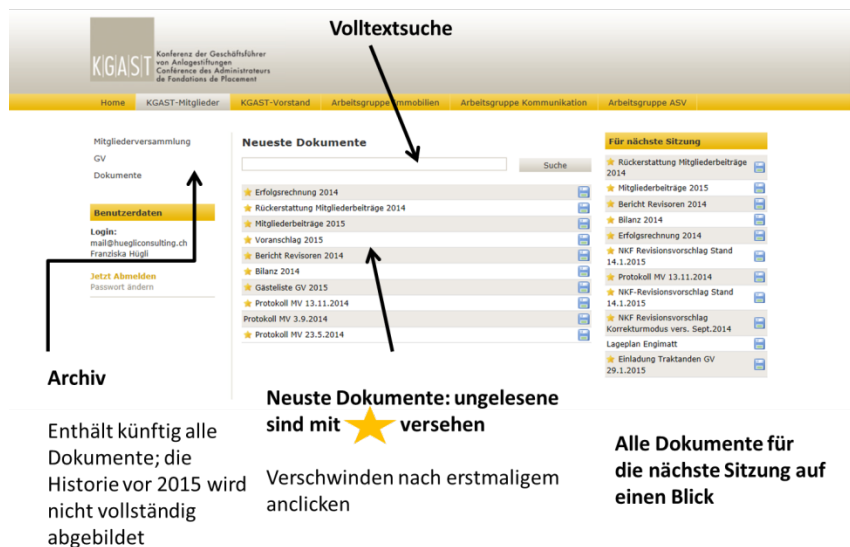 Volltextsuche
K|G|A|S|T
Konferenz der Geschäftsführer
von Anlagestiftungen
Conférence des Administrateurs
de Fondations de Placement
Home KGAST-Mitglieder KGAST-Vorstand Arbeitsgruppe Immobilien Arbeitsgruppe Kommunikation Arbeitsgruppe ASV
Mitgliederversammlung
GV
Dokumente
Benutzerdaten
Login:
mail@huegliconsulting.ch
Franziska Hügli
Jetzt Abmelden
Passwort ändern
Neueste Dokumente
Suche
Erfolgsrechnung 2014
Rückerstattung Mitgliederbeiträge 2014
Mitgliederbeiträge 2015
Voranschlag 2015
Bericht Revisoren 2014
Bilanz 2014
Gästeliste GV 2015
Protokoll MV 13.11.2014
Protokoll MV 3.9.2014
Protokoll MV 23.5.2014
Für nächste Sitzung
Rückerstattung Mitgliederbeiträge
2014
Mitgliederbeiträge 2015
Bericht Revisoren 2014
Bilanz 2014
Erfolgsrechnung 2014
NKF Revisionsvorschlag Stand
14.1.2015
Protokoll MV 13.11.2014
NKF-Revisionsvorschlag Stand
14.1.2015
NKF Revisionsvorschlag
Korrekturmodus vers. Sept.2014
Lageplan Engimatt
Einladung Traktanden GV
29.1.2015
Archiv
Enthält künftig alle
Dokumente; die
Historie vor 2015 wird
nicht vollständig
abgebildet
Neuste Dokumente: ungelesene
sind mit versehen
Verschwinden nach erstmaligem
anclicken
Alle Dokumente für
die nächste Sitzung auf
einen Blick